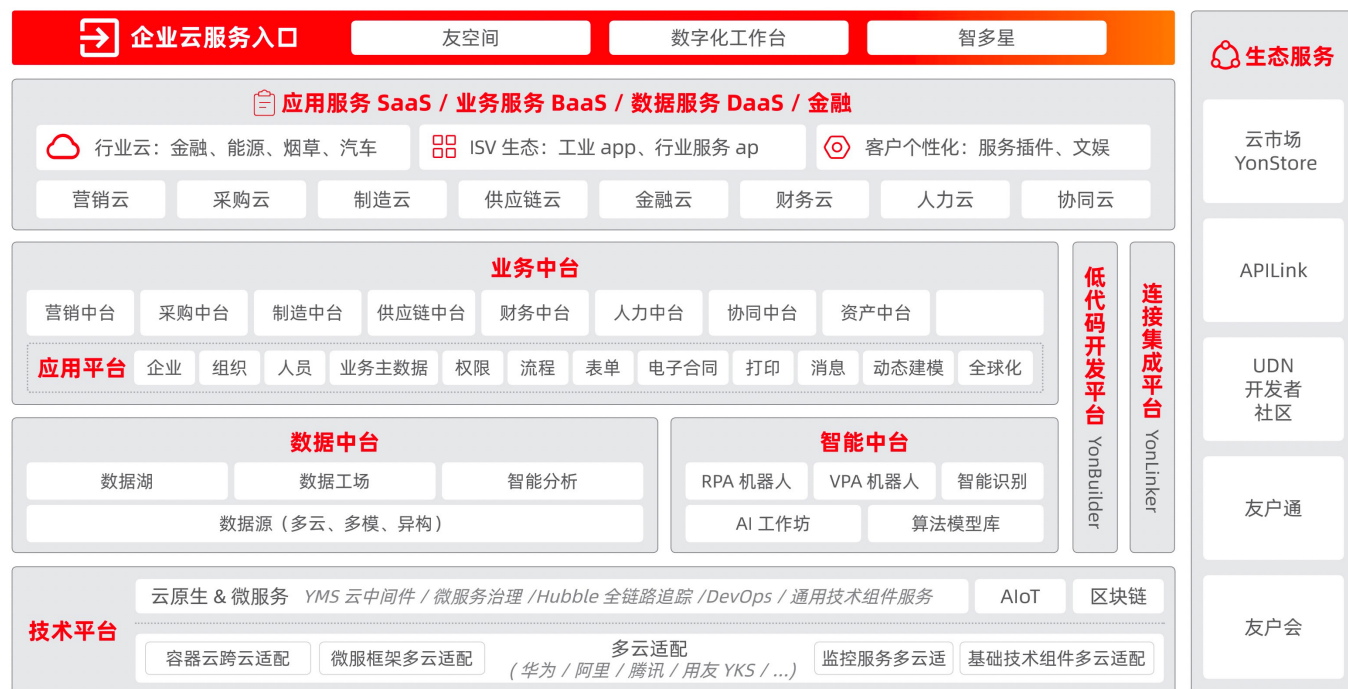 企业云服务入口
友空间
数字化工作台
智多星
应用服务 SaaS / 业务服务 BaaS / 数据服务 DaaS / 金融
行业云：金融、能源、烟草、汽车
ISV 生态：工业 app、行业服务 ap
客户个性化：服务插件、文娱
营销云
采购云
制造云
供应链云
金融云
财务云
人力云
协同云
业务中台
营销中台
采购中台
制造中台
供应链中台
财务中台
人力中台
协同中台
资产中台
应用平台
企业
组织
人员
业务主数据
权限
流程
表单
电子合同
打印
消息
动态建模
全球化
数据中台
数据湖
数据工场
智能分析
数据源（多云、多模、异构）
智能中台
RPA 机器人
VPA 机器人
智能识别
AI 工作坊
算法模型库
低代码开发平台 YonBuilder
连接集成平台 YonLinker
技术平台
云原生 & 微服务 YMS 云中间件 / 微服务治理 /Hubble 全链路追踪 /DevOps / 通用技术组件服务
AIoT
区块链
容器云跨云适配
微服框架多云适配
多云适配
( 华为 / 阿里 / 腾讯 / 用友 YKS / ...)
监控服务多云适
基础技术组件多云适配
生态服务
云市场
YonStore
APILink
UDN
开发者
社区
友户通
友户会